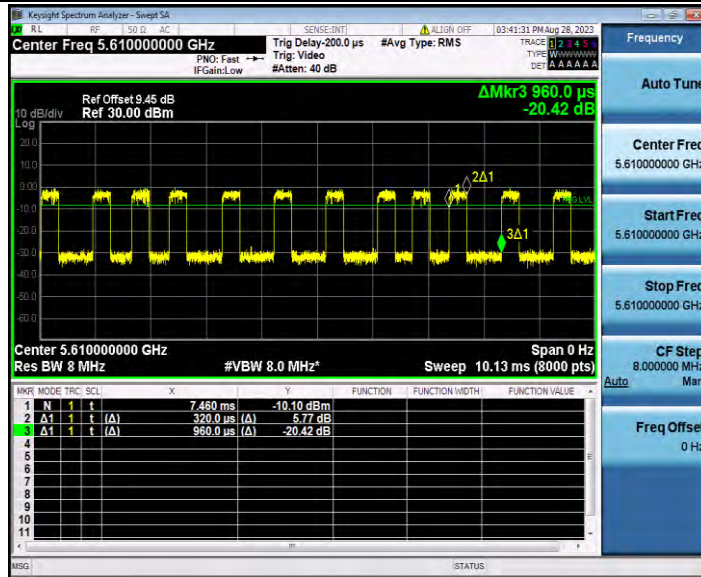 Keysight Spectrum Analyzer - Swept SA
RL RF 50 Ω AC SENSE:INT ALIGN OFF 03:41:31 PM Aug 28, 2023
Center Freq 5.610000000 GHz
PNO: Fast
IFGain:Low
Trig Delay-200.0 µs
Trig: Video
#Atten: 40 dB
#Avg Type: RMS
TRACE 1 2 3 4 5 6
TYPE W
DET A A A A A A
ΔMkr3 960.0 µs
-20.42 dB
Ref Offset 9.45 dB
10 dB/div Ref 30.00 dBm
Log
20.0
10.0
0.00
-10.0
-20.0
-30.0
-40.0
-50.0
-60.0
1
2Δ1
3Δ1
LVL
Center 5.610000000 GHz Span 0 Hz
Res BW 8 MHz #VBW 8.0 MHz* Sweep 10.13 ms (8000 pts)
MKR MODE TRC SCL X Y FUNCTION FUNCTION WIDTH FUNCTION VALUE
1 N 1 t 7.460 ms -10.10 dBm
2 Δ1 1 t (Δ) 320.0 µs (Δ) 5.77 dB
3 Δ1 1 t (Δ) 960.0 µs (Δ) -20.42 dB
4
5
6
7
8
9
10
11
MSG STATUS
Frequency
Auto Tune
Center Freq
5.610000000 GHz
Start Freq
5.610000000 GHz
Stop Freq
5.610000000 GHz
CF Step
8.000000 MHz
Auto Man
Freq Offset
0 Hz